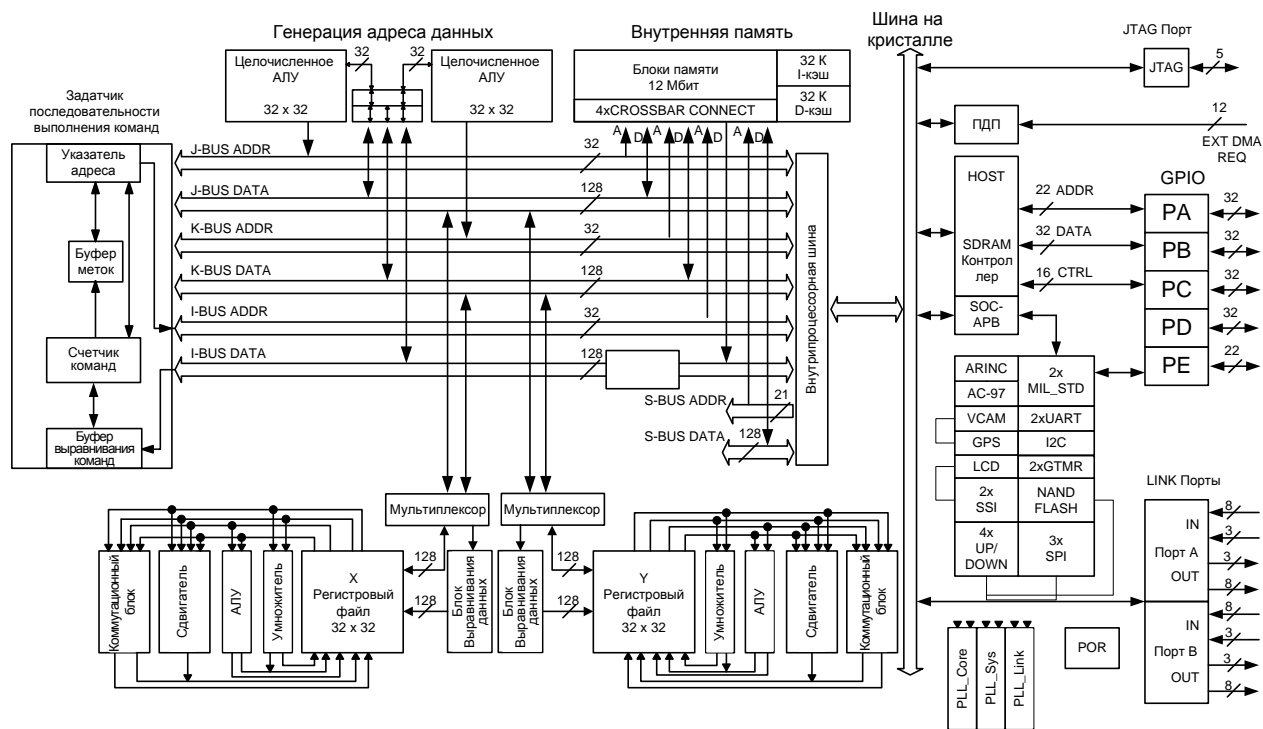 Генерация адреса данных
Внутренняя память
Шина на
кристалле
JTAG Порт
32
32
Целочисленное
АЛУ
32 x 32
Целочисленное
АЛУ
32 x 32
Блоки памяти
12 Мбит
4xCROSSBAR CONNECT
32 К
I-кэш
32 К
D-кэш
A
D
A
D
A
D
A
D
JTAG
5
ПДП
12
EXT DMA
REQ
Задатчик
последовательности
выполнения команд
Указатель
адреса
Буфер
меток
Счетчик
команд
Буфер
выравнивания
команд
J-BUS ADDR
32
J-BUS DATA
128
K-BUS ADDR
32
K-BUS DATA
128
I-BUS ADDR
32
I-BUS DATA
128
S-BUS ADDR
21
S-BUS DATA
128
Внутрипроцессорная шина
HOST
SDRAM
Контрол
лер
SOC-
APB
22 ADDR
32 DATA
16 CTRL
GPIO
PA
32
PB
32
PC
32
PD
32
PE
22
ARINC
AC-97
VCAM
GPS
LCD
2x
SSI
4x
UP/
DOWN
2x
MIL_STD
2xUART
I2C
2xGTMR
NAND
FLASH
3x
SPI
LINK Порты
IN
Порт A
OUT
8
3
3
8
IN
Порт B
OUT
8
3
3
8
Мультиплексор
Мультиплексор
Коммутационный
блок
Сдвигатель
АЛУ
Умножитель
X
Регистровый
файл
32 x 32
128
128
Блок
Выравнивания
данных
Блок
Выравнивания
данных
128
128
Y
Регистровый
файл
32 x 32
Умножитель
АЛУ
Сдвигатель
Коммутационный
блок
PLL_Core
PLL_Sys
PLL_Link
POR